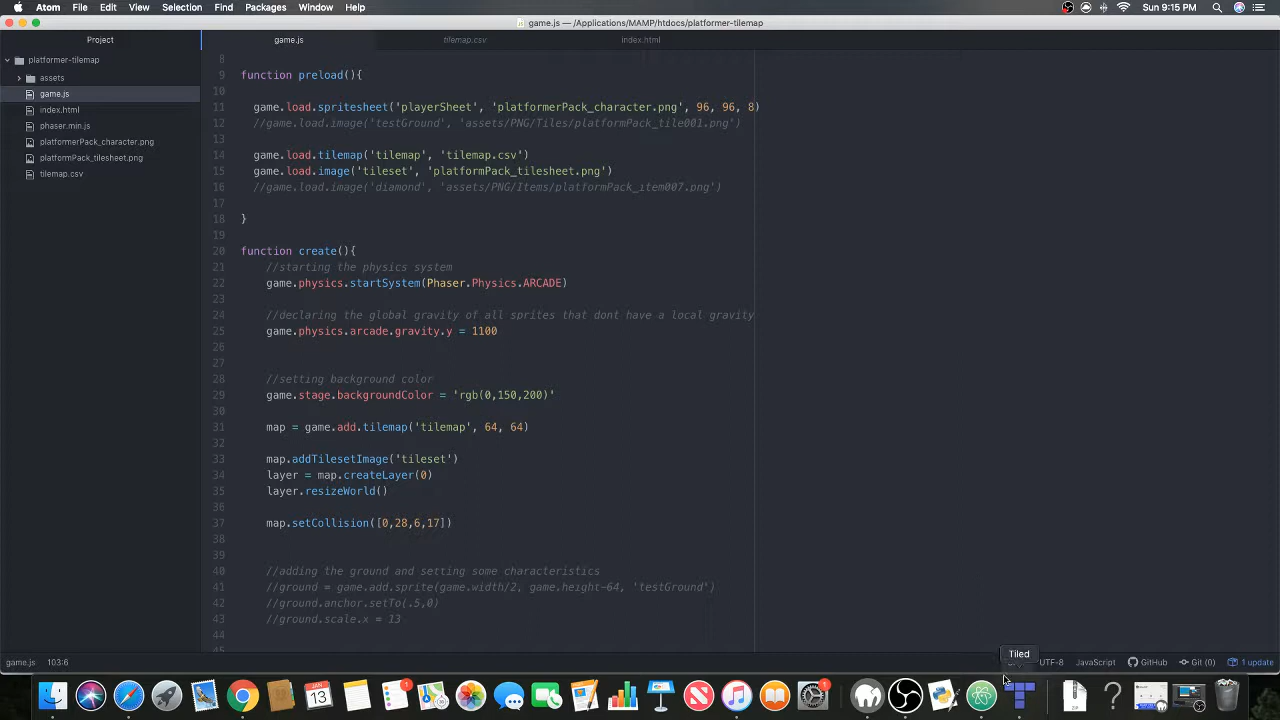 Atom File Edit View Selection Find Packages Window Help
Sun 9:15 PM
game.js — /Applications/MAMP/htdocs/platformer-tilemap
Project
game.js
tilemap.csv
index.html
platformer-tilemap
assets
game.js
index.html
phaser.min.js
platformerPack_character.png
platformPack_tilesheet.png
tilemap.csv
8
9 function preload(){
10
11 game.load.spritesheet('playerSheet', 'platformerPack_character.png', 96, 96, 8)
12 //game.load.image('testGround', 'assets/PNG/Tiles/platformPack_tile001.png')
13
14 game.load.tilemap('tilemap', 'tilemap.csv')
15 game.load.image('tileset', 'platformPack_tilesheet.png')
16 //game.load.image('diamond', 'assets/PNG/Items/platformPack_item007.png')
17
18 }
19
20 function create(){
21 //starting the physics system
22 game.physics.startSystem(Phaser.Physics.ARCADE)
23
24 //declaring the global gravity of all sprites that dont have a local gravity
25 game.physics.arcade.gravity.y = 1100
26
27
28 //setting background color
29 game.stage.backgroundColor = 'rgb(0,150,200)'
30
31 map = game.add.tilemap('tilemap', 64, 64)
32
33 map.addTilesetImage('tileset')
34 layer = map.createLayer(0)
35 layer.resizeWorld()
36
37 map.setCollision([0,28,6,17])
38
39
40 //adding the ground and setting some characteristics
41 //ground = game.add.sprite(game.width/2, game.height-64, 'testGround')
42 //ground.anchor.setTo(.5,0)
43 //ground.scale.x = 13
44
Tiled
game.js 103:6
UTF-8 JavaScript GitHub Git (0) 1 update